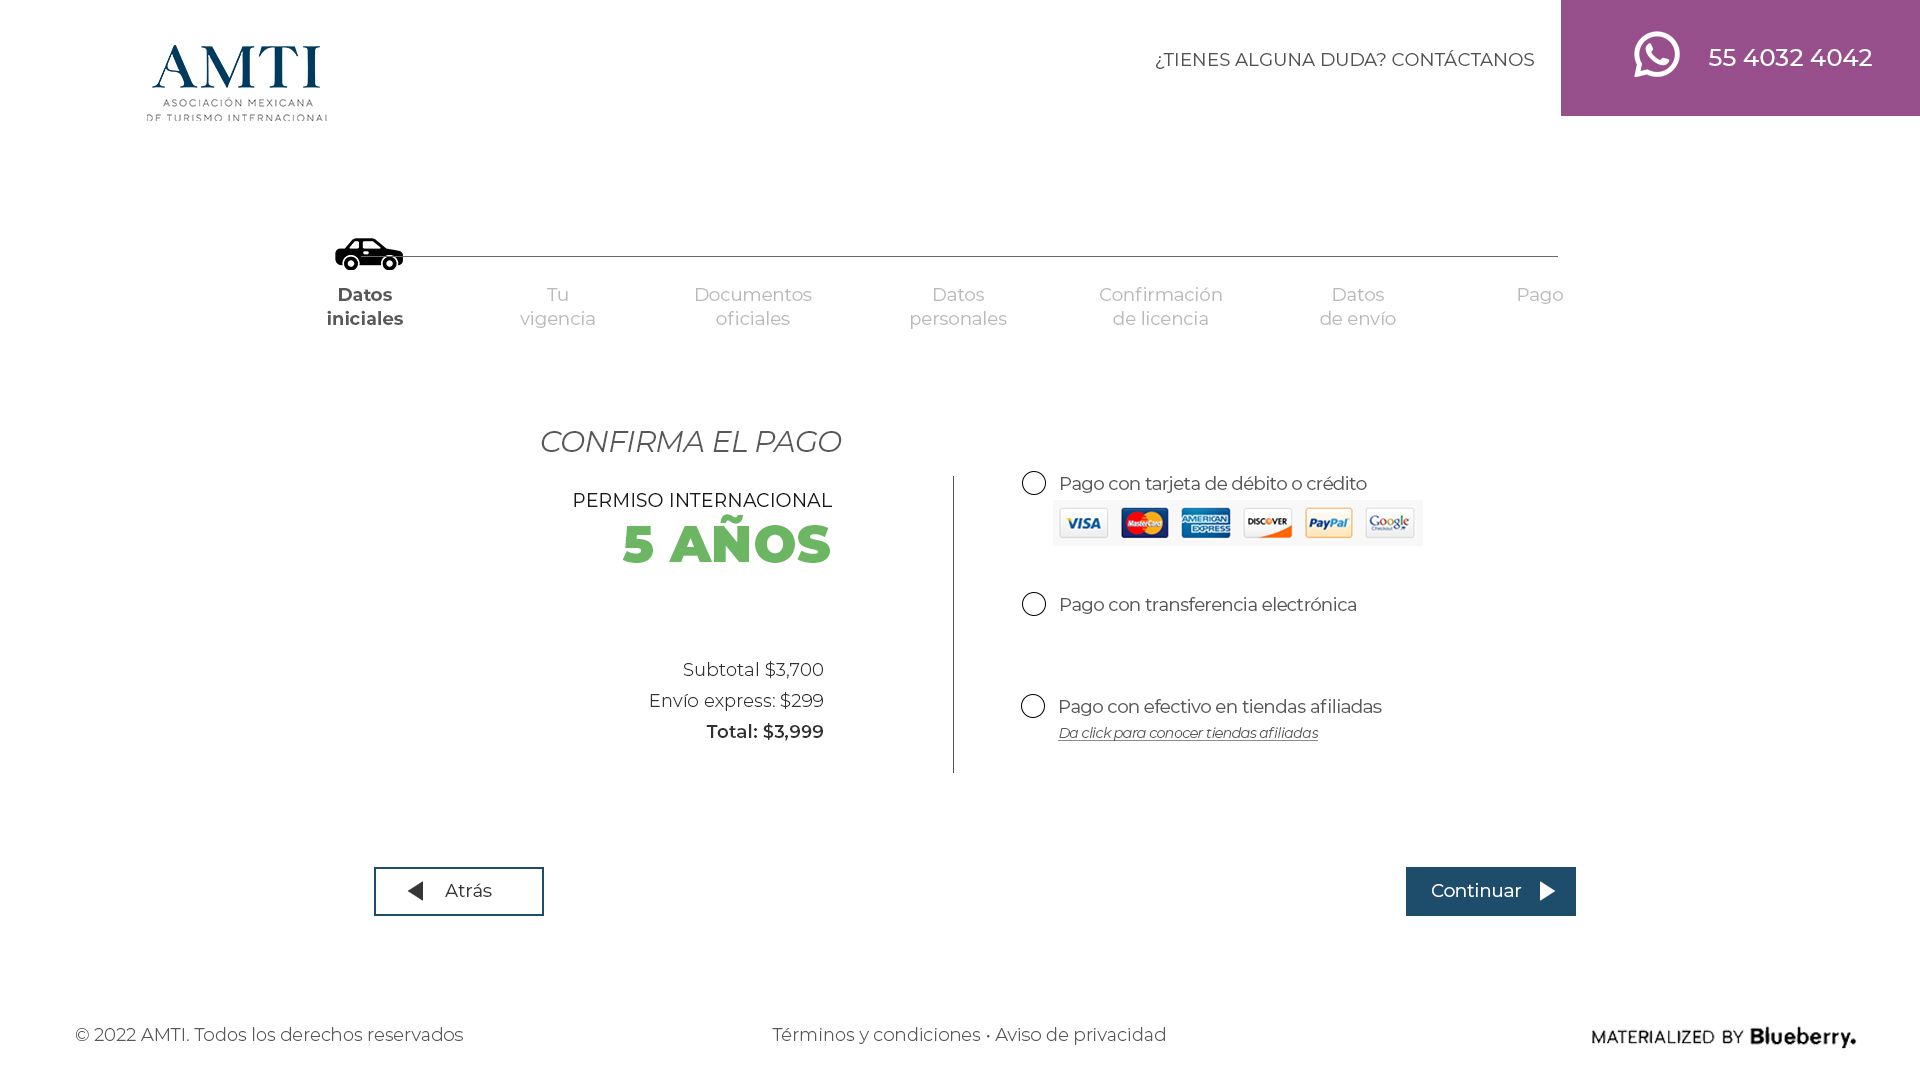 AMTI
ASOCIACIÓN MEXICANA
DE TURISMO INTERNACIONAL
¿TIENES ALGUNA DUDA? CONTÁCTANOS
55 4032 4042
Datos
iniciales
Tu
vigencia
Documentos
oficiales
Datos
personales
Confirmación
de licencia
Datos
de envío
Pago
CONFIRMA EL PAGO
PERMISO INTERNACIONAL
5 AÑOS
Subtotal $3,700
Envío express: $299
Total: $3,999
Pago con tarjeta de débito o crédito
VISA
MasterCard
AMERICAN
EXPRESS
DISCOVER
PayPal
Google
Checkout
Pago con transferencia electrónica
Pago con efectivo en tiendas afiliadas
Da click para conocer tiendas afiliadas
Atrás
Continuar
© 2022 AMTI. Todos los derechos reservados
Términos y condiciones • Aviso de privacidad
MATERIALIZED BY Blueberry.